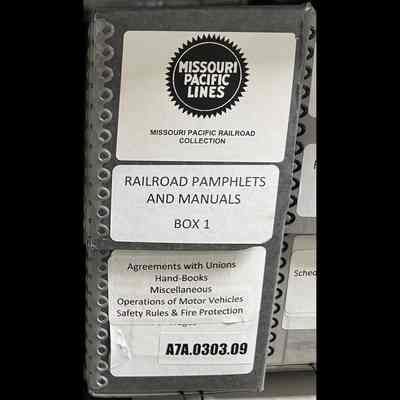 MISSOURI
PACIFIC
LINES
MISSOURI PACIFIC RAILROAD
COLLECTION
RAILROAD PAMPHLETS
AND MANUALS
BOX 1
Agreements with Unions
Hand-Books
Miscellaneous
Operations of Motor Vehicles
Safety Rules & Fire Protection
A7A.0303.09